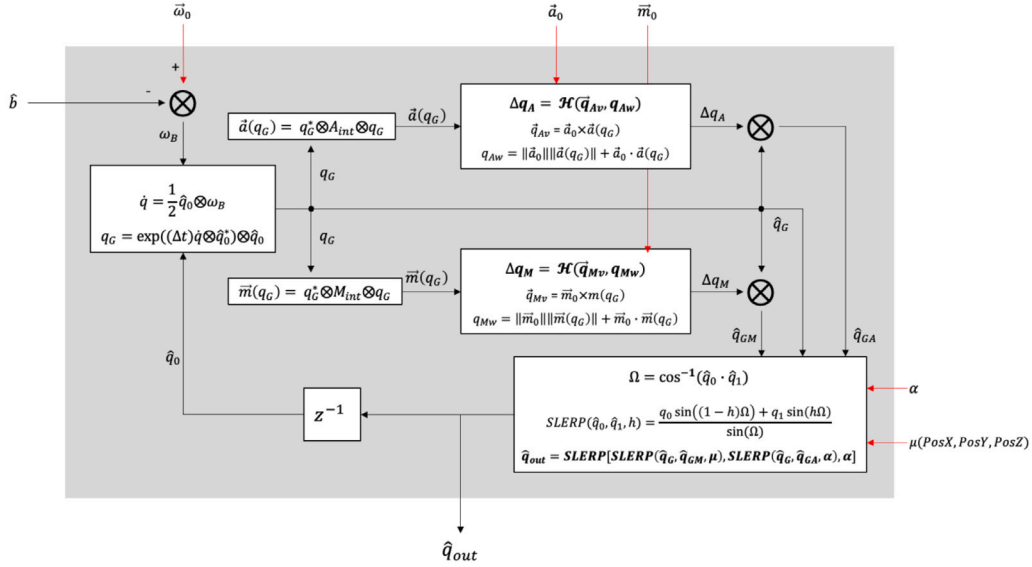 ω⃗₀
a⃗₀
m⃗₀
+
-
b̂
ω_B
q̇ = 1/2 q̂₀⊗ω_B
q_G = exp((Δt)q̇⊗q̂₀*)⊗q̂₀
a⃗(q_G) = q_G*⊗A_int⊗q_G
a⃗(q_G)
q_G
q_G
m⃗(q_G) = q_G*⊗M_int⊗q_G
m⃗(q_G)
Δq_A = ℋ(q⃗_Av, q_Aw)
q⃗_Av = a⃗₀×a⃗(q_G)
q_Aw = ‖a⃗₀‖‖a⃗(q_G)‖ + a⃗₀ · a⃗(q_G)
Δq_A
q̂_G
Δq_M = ℋ(q⃗_Mv, q_Mw)
q⃗_Mv = m⃗₀×m(q_G)
q_Mw = ‖m⃗₀‖‖m⃗(q_G)‖ + m⃗₀ · m⃗(q_G)
Δq_M
q̂_GM
q̂_GA
q̂₀
z⁻¹
Ω = cos⁻¹(q̂₀ · q̂₁)
SLERP(q̂₀, q̂₁, h) = q₀ sin((1 − h)Ω) + q₁ sin(hΩ) / sin(Ω)
q̂_out = SLERP[SLERP(q̂_G, q̂_GM, μ), SLERP(q̂_G, q̂_GA, α), α]
α
μ(PosX, PosY, PosZ)
q̂_out